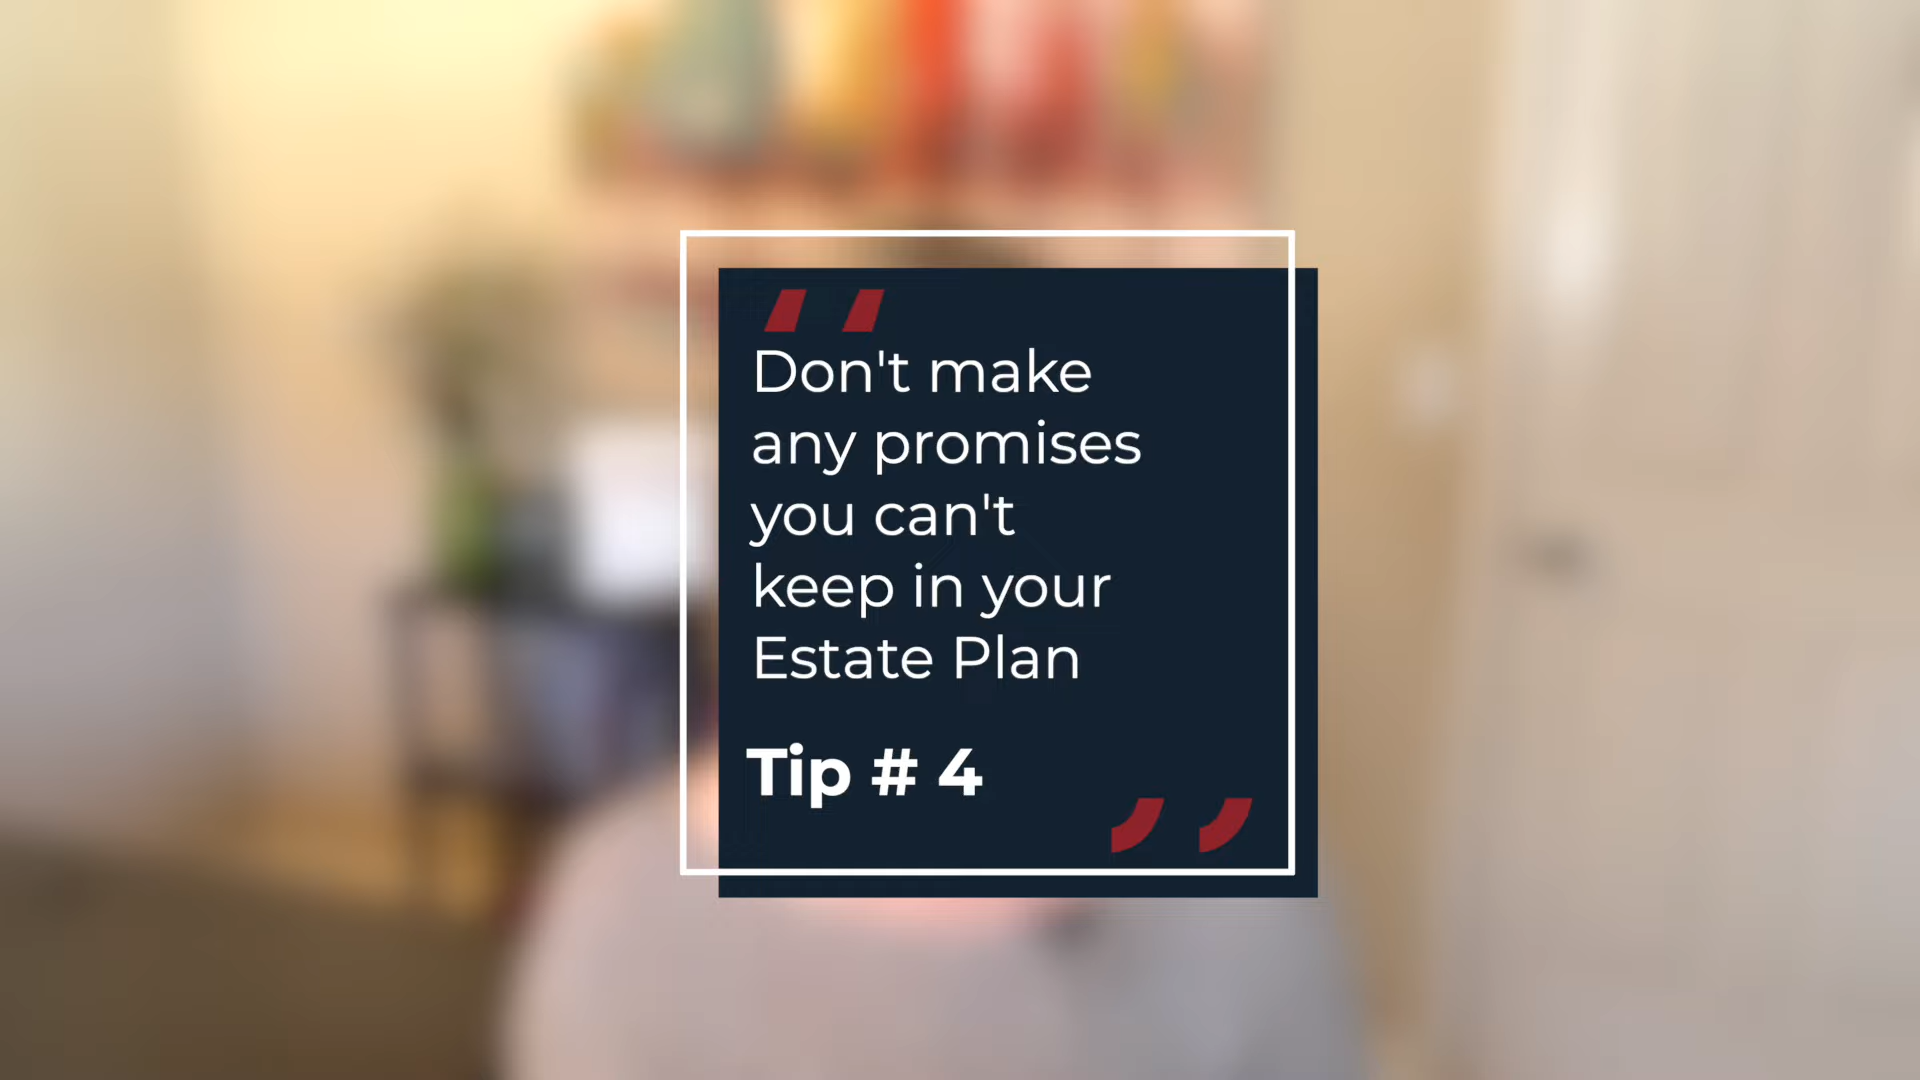 Don't make
any promises
you can't
keep in your
Estate Plan
Tip # 4